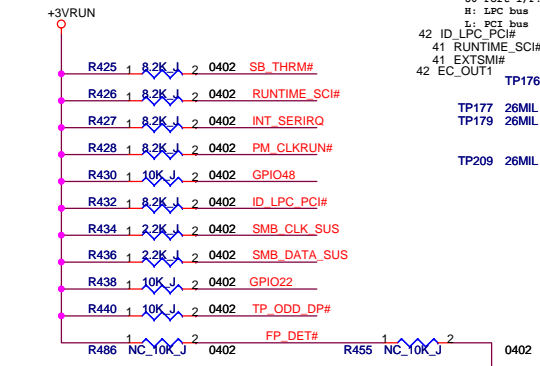 +3VRUN
H: LPC bus
L: PCI bus
42 ID_LPC_PCI#
41 RUNTIME_SCI#
41 EXTSMI#
42 EC_OUT1
TP176
TP177 26MIL
TP179 26MIL
TP209 26MIL
R425 1 8.2K_J 2 0402 SB_THRM#
R426 1 8.2K_J 2 0402 RUNTIME_SCI#
R427 1 8.2K_J 2 0402 INT_SERIRQ
R428 1 8.2K_J 2 0402 PM_CLKRUN#
R430 1 10K_J 2 0402 GPIO48
R432 1 8.2K_J 2 0402 ID_LPC_PCI#
R434 1 2.2K_J 2 0402 SMB_CLK_SUS
R436 1 2.2K_J 2 0402 SMB_DATA_SUS
R438 1 10K_J 2 0402 GPIO22
R440 1 10K_J 2 0402 TP_ODD_DP#
1 2 FP_DET# 1 2
R486 NC_10K_J 0402 R455 NC_10K_J 0402